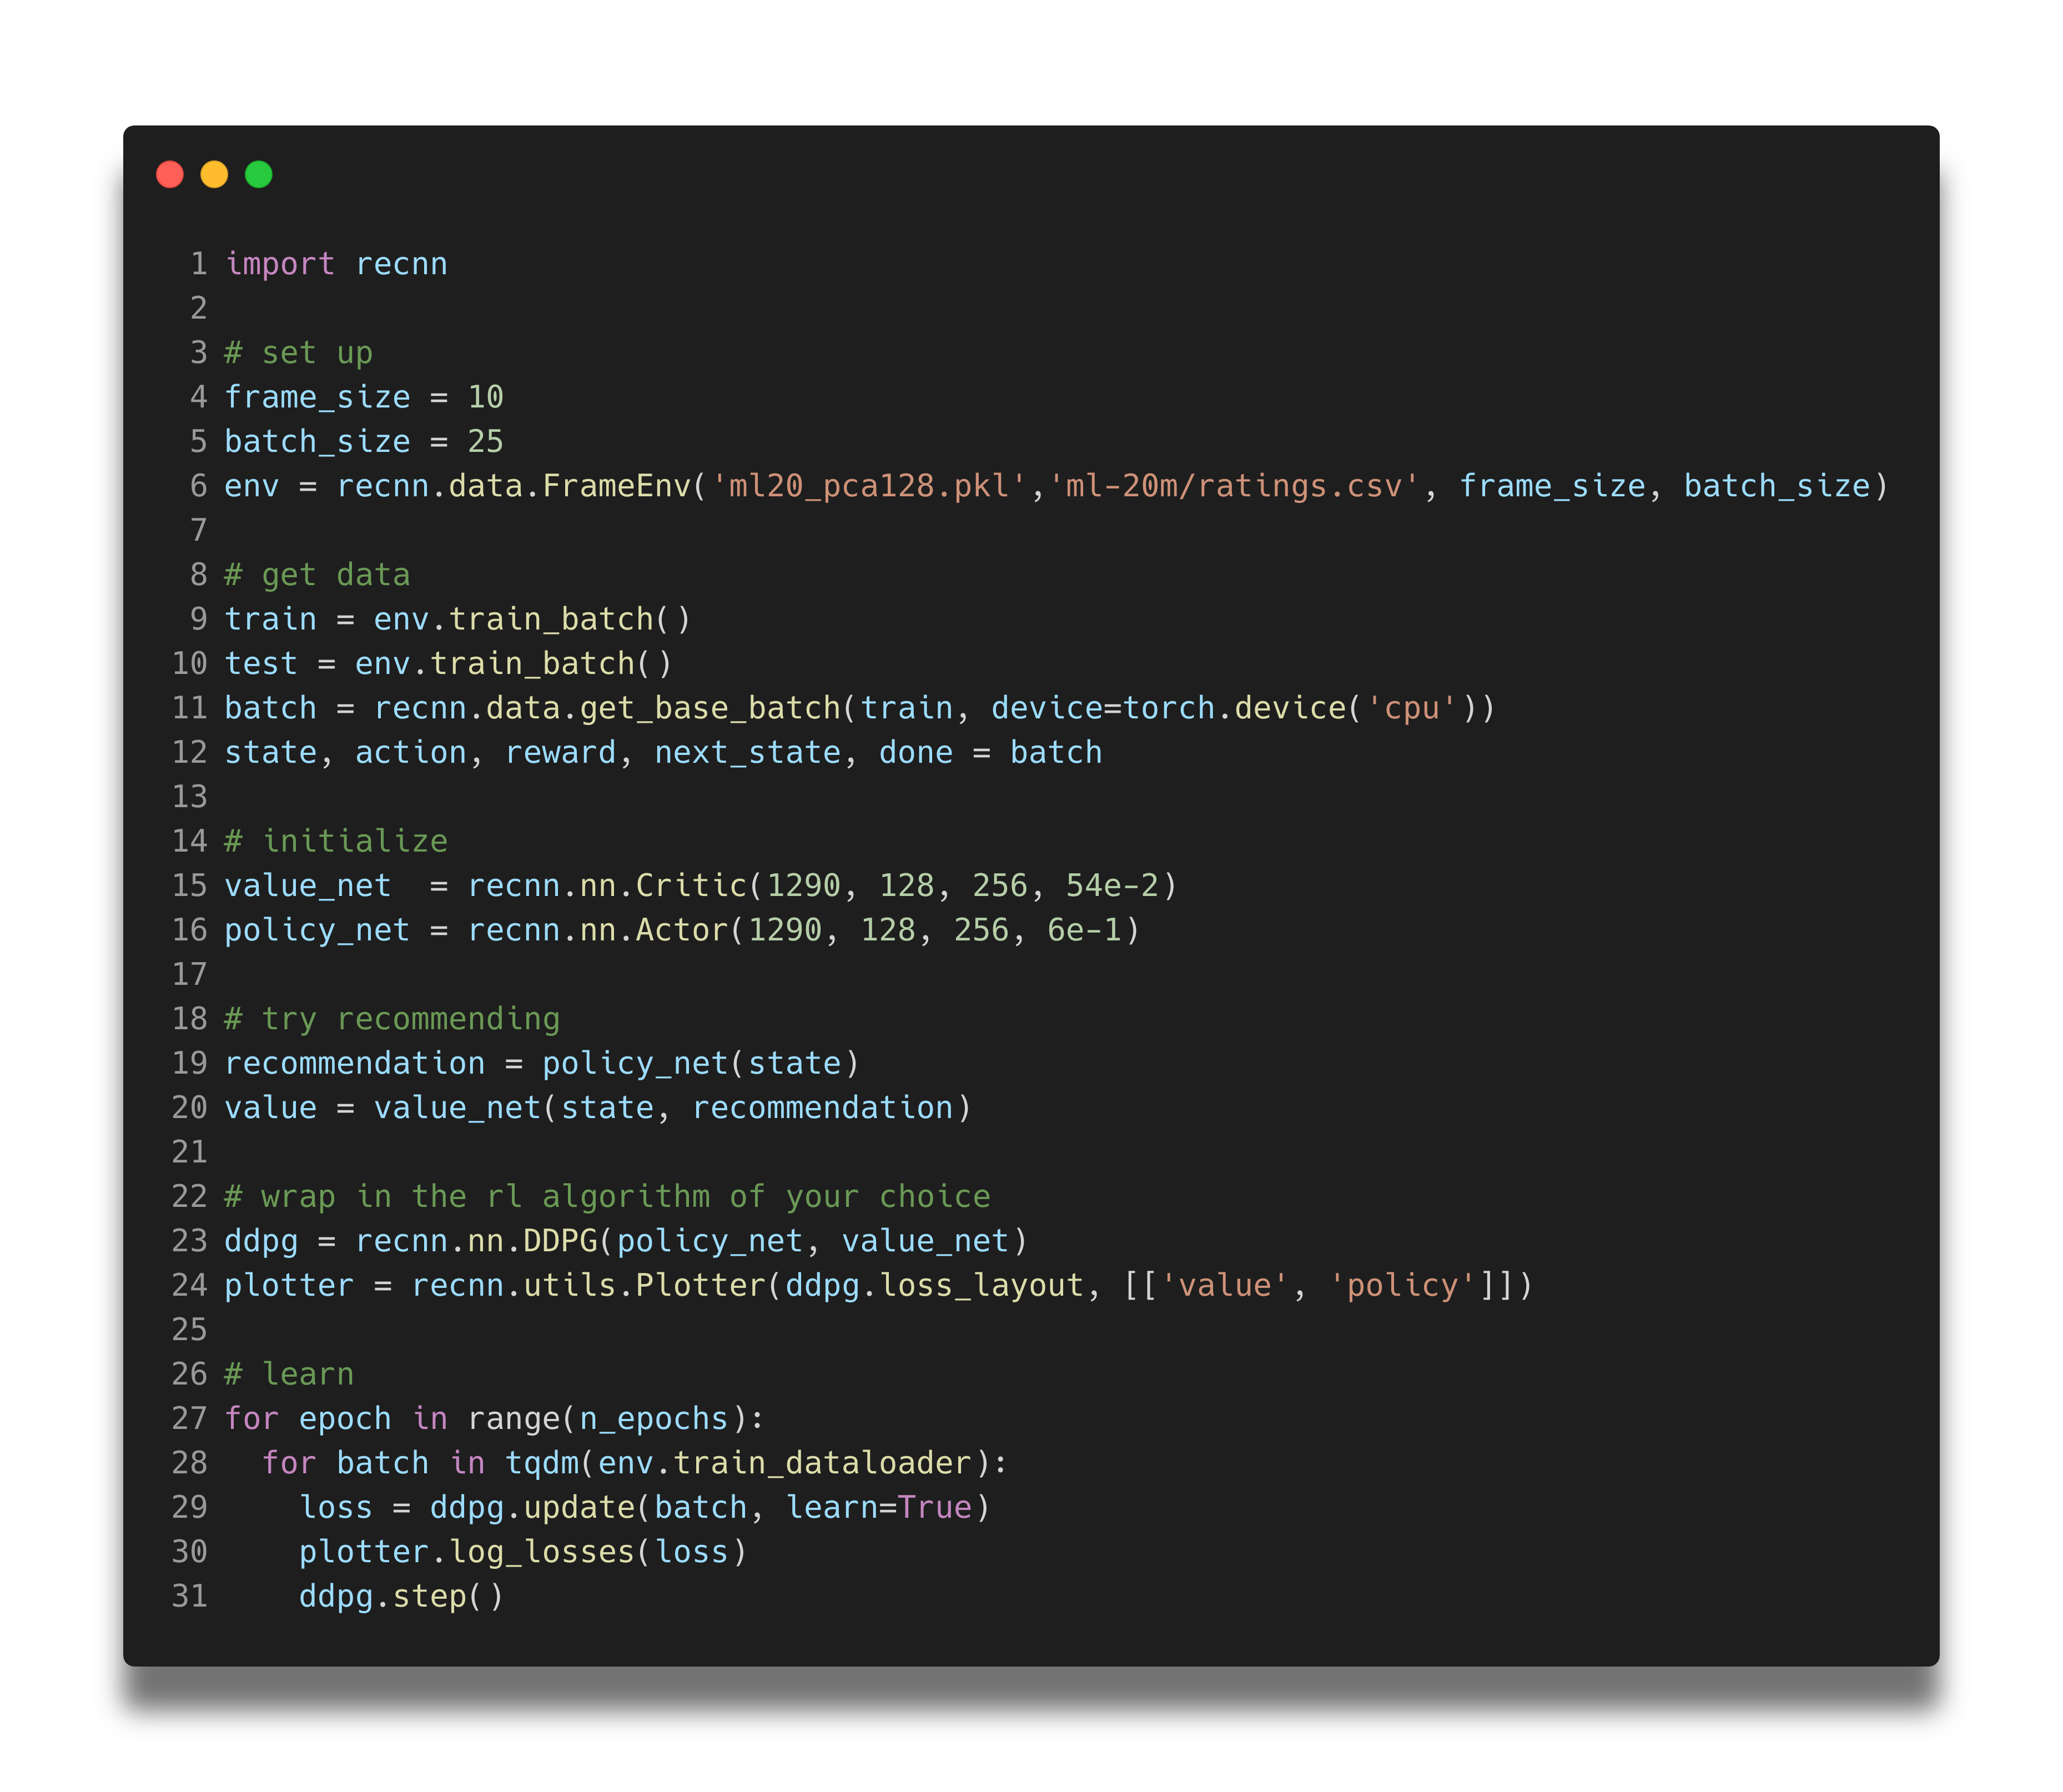 1 import recnn
2
3 # set up
4 frame_size = 10
5 batch_size = 25
6 env = recnn.data.FrameEnv('ml20_pca128.pkl','ml-20m/ratings.csv', frame_size, batch_size)
7
8 # get data
9 train = env.train_batch()
10 test = env.train_batch()
11 batch = recnn.data.get_base_batch(train, device=torch.device('cpu'))
12 state, action, reward, next_state, done = batch
13
14 # initialize
15 value_net  = recnn.nn.Critic(1290, 128, 256, 54e-2)
16 policy_net = recnn.nn.Actor(1290, 128, 256, 6e-1)
17
18 # try recommending
19 recommendation = policy_net(state)
20 value = value_net(state, recommendation)
21
22 # wrap in the rl algorithm of your choice
23 ddpg = recnn.nn.DDPG(policy_net, value_net)
24 plotter = recnn.utils.Plotter(ddpg.loss_layout, [['value', 'policy']])
25
26 # learn
27 for epoch in range(n_epochs):
28   for batch in tqdm(env.train_dataloader):
29     loss = ddpg.update(batch, learn=True)
30     plotter.log_losses(loss)
31     ddpg.step()